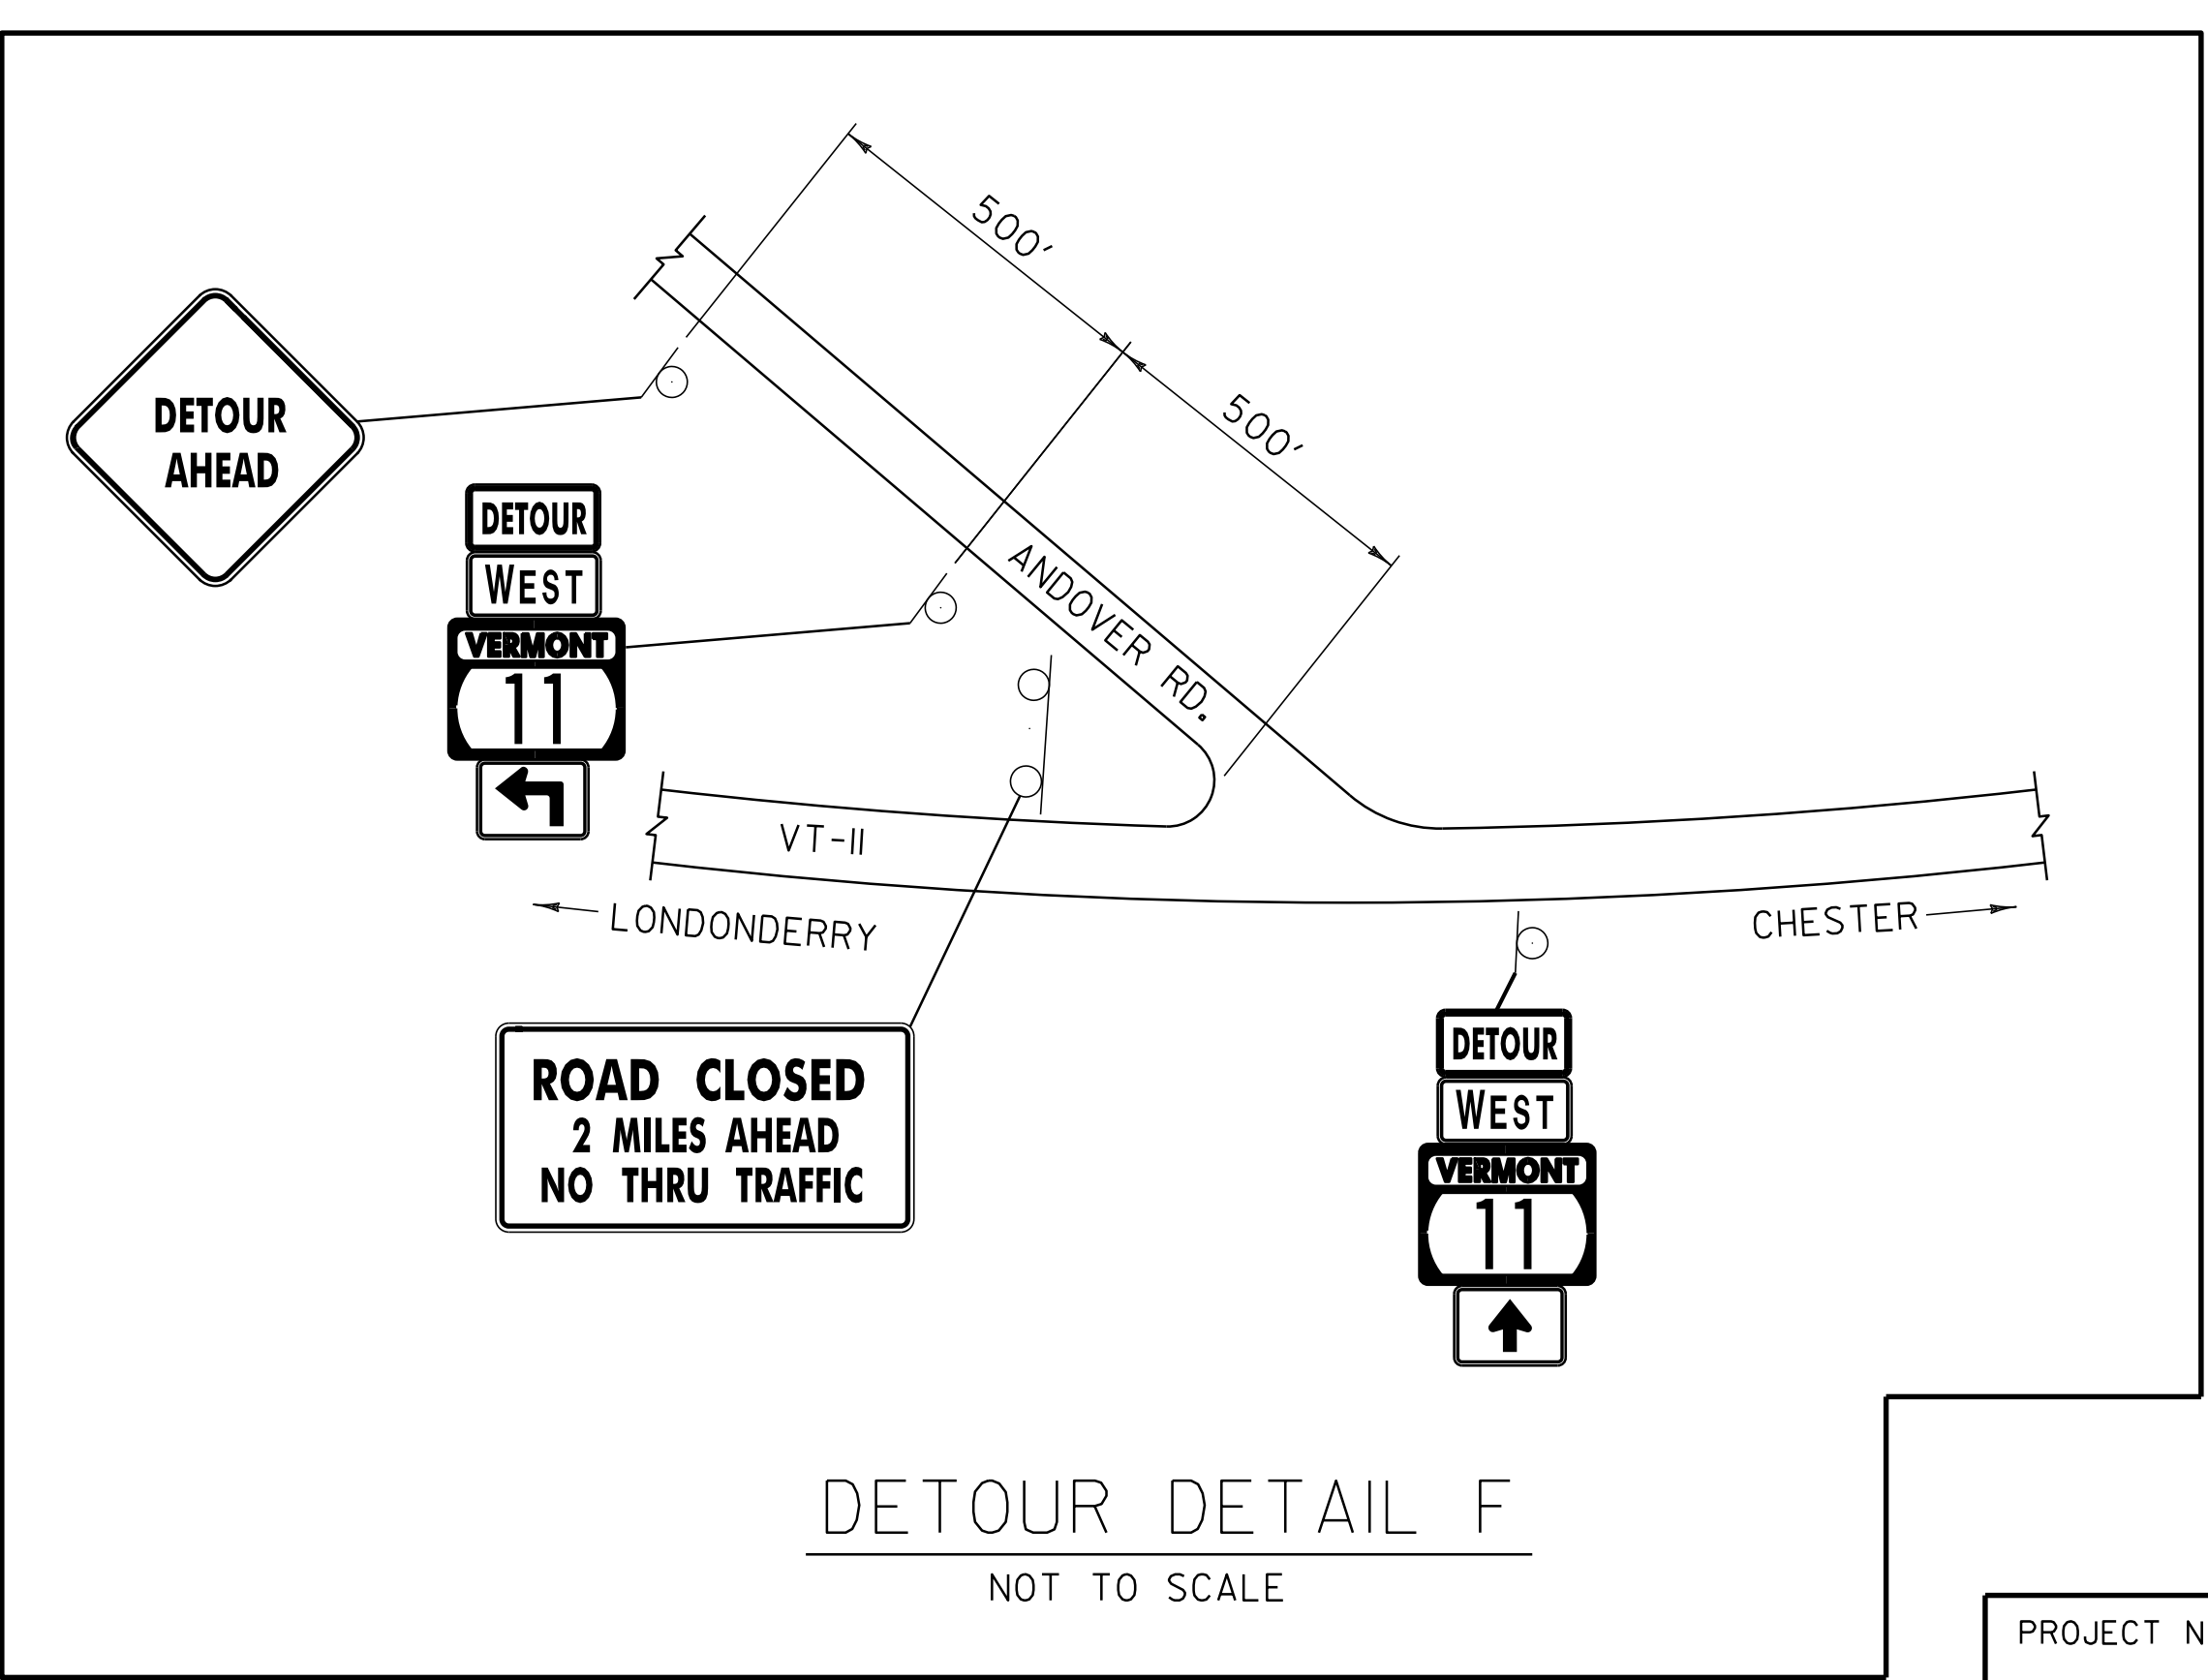 500'
500'
DETOUR
AHEAD
DETOUR
WEST
VERMONT
11
ANDOVER RD.
VT-11
LONDONDERRY
CHESTER
ROAD CLOSED
2 MILES AHEAD
NO THRU TRAFFIC
DETOUR
WEST
VERMONT
11
DETOUR DETAIL F
NOT TO SCALE
PROJECT N